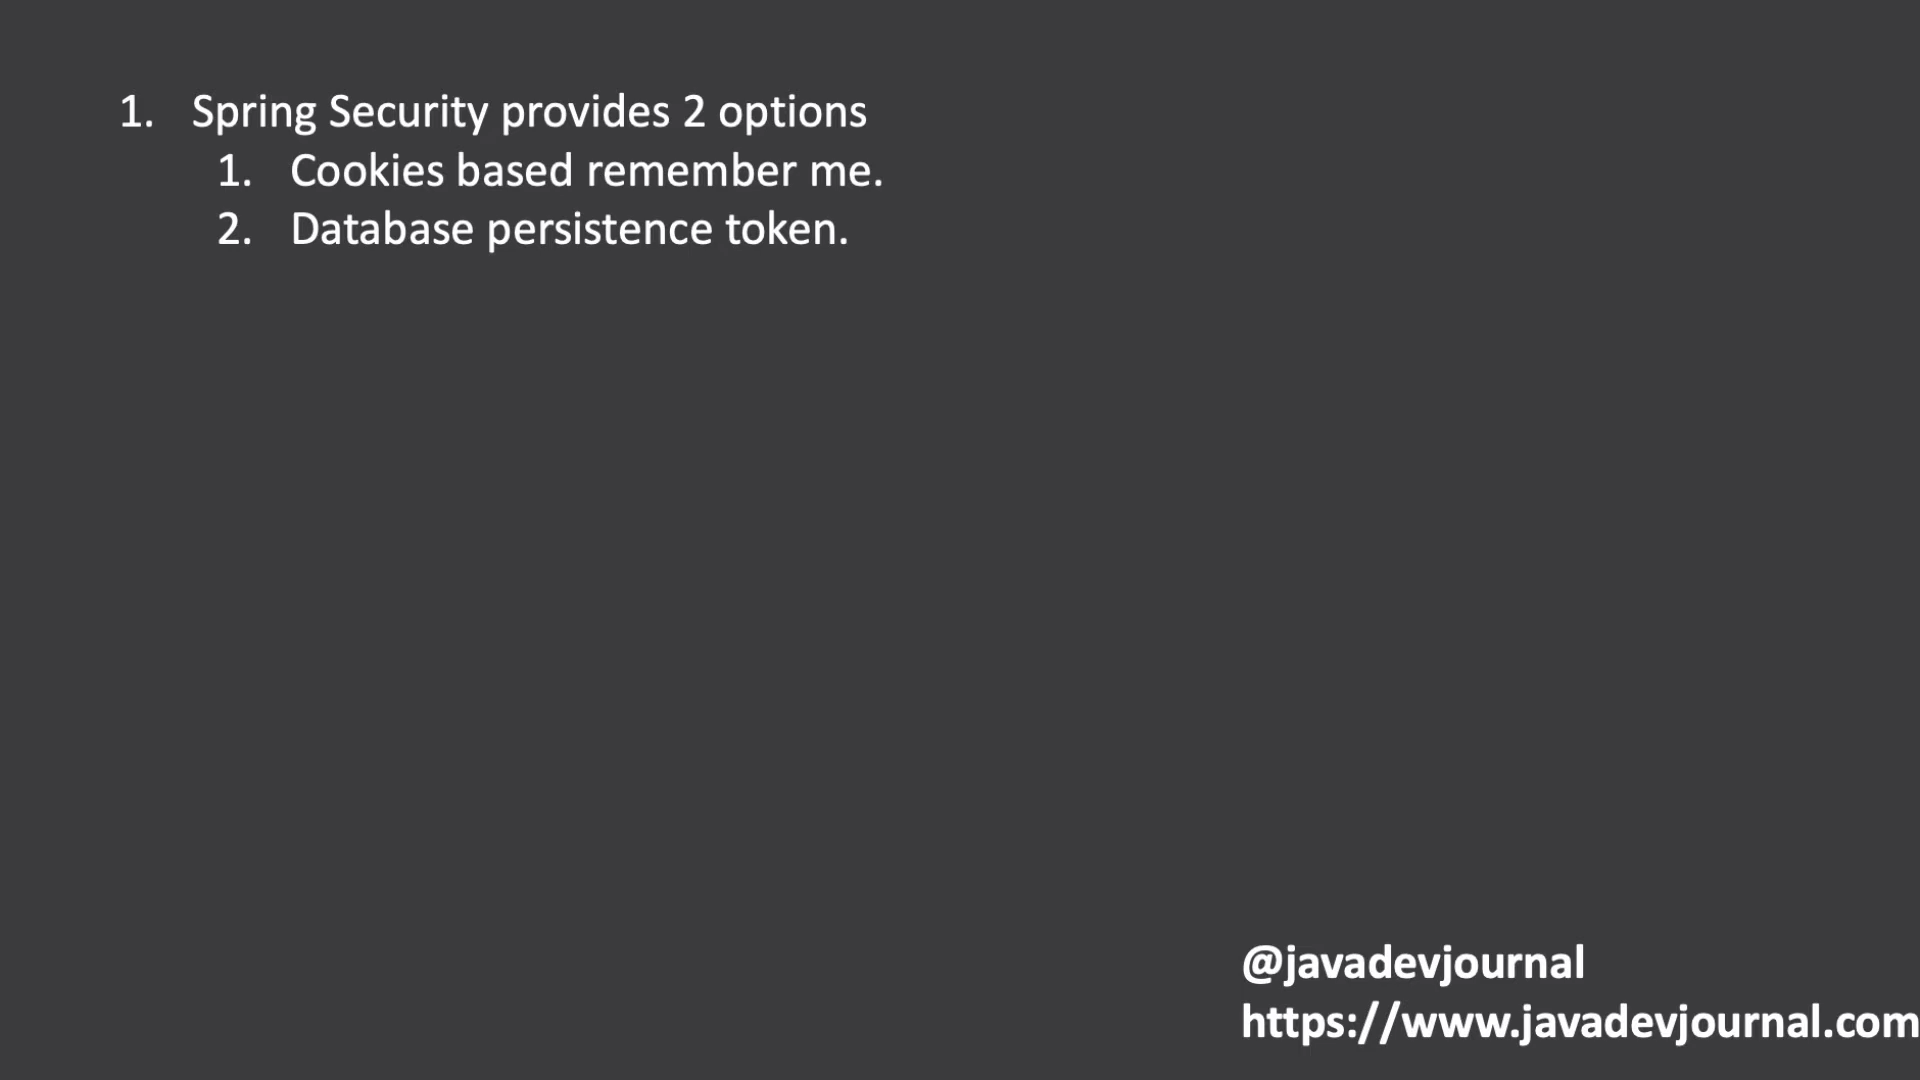 1. Spring Security provides 2 options
1. Cookies based remember me.
2. Database persistence token.
@javadevjournal
https://www.javadevjournal.com